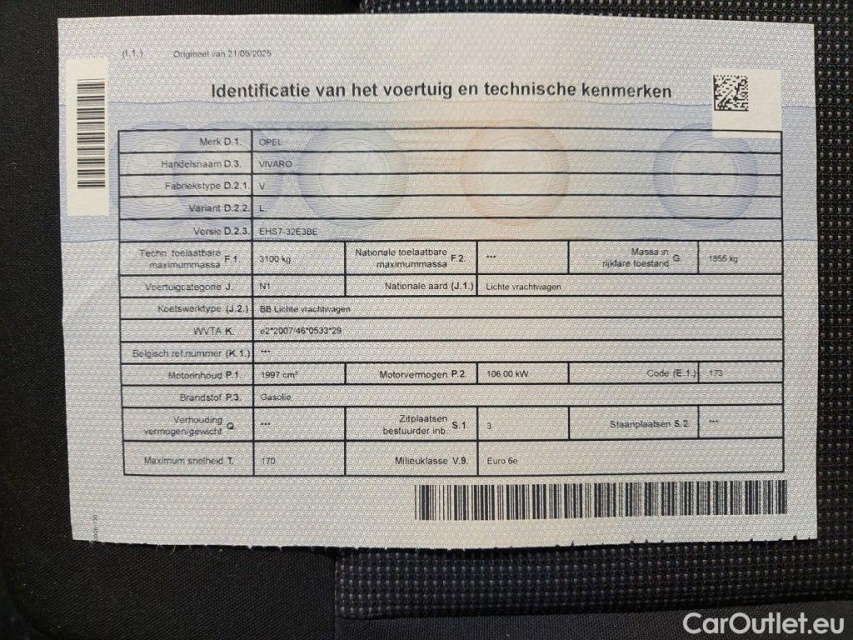 (I.1.) Origineel van 21/05/2025
Identificatie van het voertuig en technische kenmerken
Merk D.1. OPEL
Handelsnaam D.3. VIVARO
Fabriekstype D.2.1. V
Variant D.2.2. L
Versie D.2.3. EHS7-32E3BE
Techn. toelaatbare maximummassa F.1. 3100 kg Nationale toelaatbare maximummassa F.2. *** Massa in rijklare toestand G. 1856 kg
Voertuigcategorie J. N1 Nationale aard (J.1.) Lichte vrachtwagen
Koetswerktype (J.2.) BB Lichte vrachtwagen
WVTA K. e2*2007/46*0533*29
Belgisch ref.nummer (K.1.) ***
Motorinhoud P.1. 1997 cm³ Motorvermogen P.2. 106,00 kW Code (E.1.) 173
Brandstof P.3. Gasolie
Verhouding vermogen/gewicht Q. *** Zitplaatsen bestuurder inb. S.1. 3 Staanplaatsen S.2. ***
Maximum snelheid T. 170 Milieuklasse V.9. Euro 6e
CarOutlet.eu